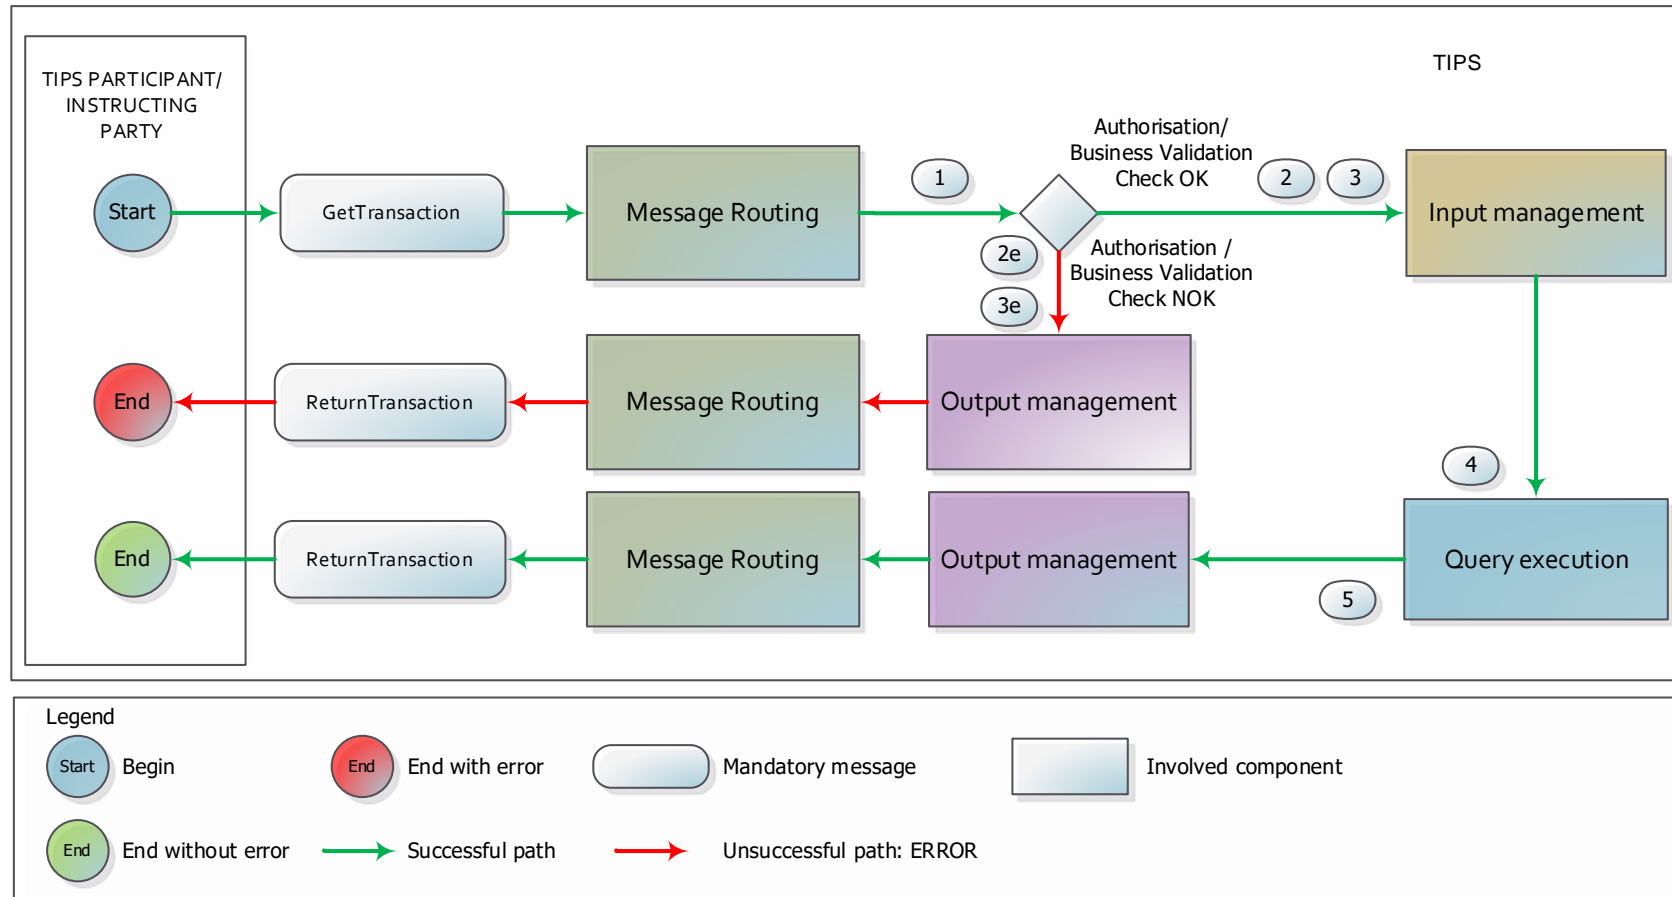 TIPS
TIPS PARTICIPANT/
INSTRUCTING
PARTY
Authorisation/
Business Validation
Check OK
Start
GetTransaction
Message Routing
1
2
3
Input management
2e
3e
Authorisation /
Business Validation
Check NOK
End
ReturnTransaction
Message Routing
Output management
4
End
ReturnTransaction
Message Routing
Output management
5
Query execution
Legend
Start
Begin
End
End with error
Mandatory message
Involved component
End
End without error
Successful path
Unsuccessful path: ERROR